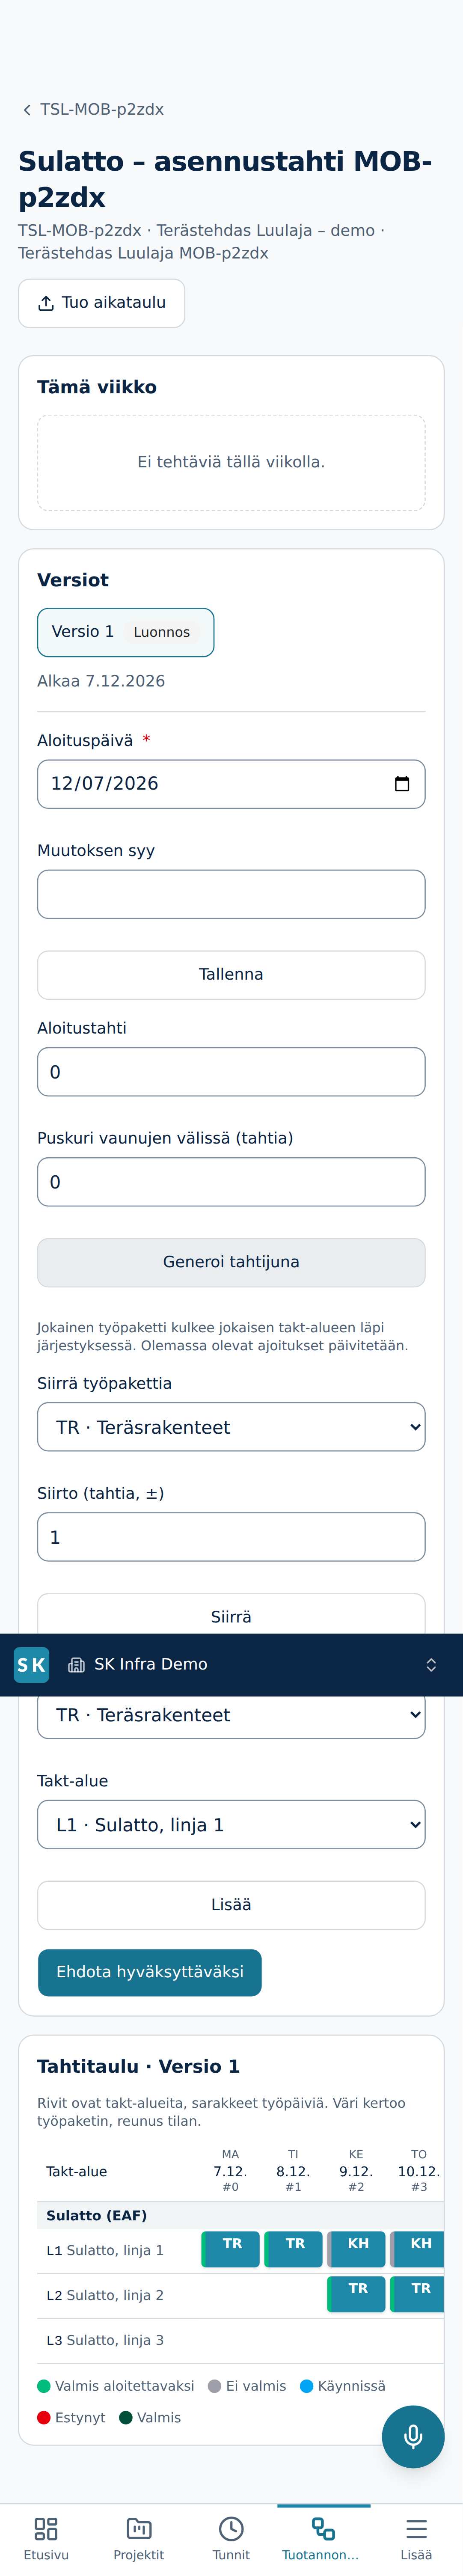 TSL-MOB-p2zdx
Sulatto – asennustahti MOB-
p2zdx
TSL-MOB-p2zdx · Terästehdas Luulaja – demo ·
Terästehdas Luulaja MOB-p2zdx
Tuo aikataulu
Tämä viikko
Ei tehtäviä tällä viikolla.
Versiot
Versio 1 Luonnos
Alkaa 7.12.2026
Aloituspäivä *
12/07/2026
Muutoksen syy
Tallenna
Aloitustahti
0
Puskuri vaunujen välissä (tahtia)
0
Generoi tahtijuna
Jokainen työpaketti kulkee jokaisen takt-alueen läpi
järjestyksessä. Olemassa olevat ajoitukset päivitetään.
Siirrä työpakettia
TR · Teräsrakenteet
Siirto (tahtia, ±)
1
Siirrä
SK SK Infra Demo
TR · Teräsrakenteet
Takt-alue
L1 · Sulatto, linja 1
Lisää
Ehdota hyväksyttäväksi
Tahtitaulu · Versio 1
Rivit ovat takt-alueita, sarakkeet työpäiviä. Väri kertoo
työpaketin, reunus tilan.
MA TI KE TO
Takt-alue 7.12. 8.12. 9.12. 10.12.
#0 #1 #2 #3
Sulatto (EAF)
L1 Sulatto, linja 1 TR TR KH KH
L2 Sulatto, linja 2 TR TR
L3 Sulatto, linja 3
Valmis aloitettavaksi Ei valmis Käynnissä
Estynyt Valmis
Etusivu Projektit Tunnit Tuotannon... Lisää